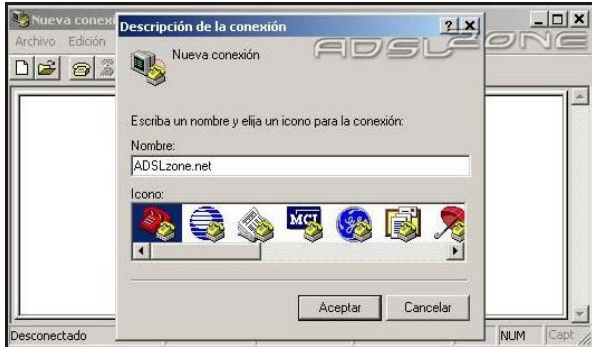 Nueva conexi
Descripción de la conexión
Archivo Edición
ADSLZONE
Nueva conexión
Escriba un nombre y elija un icono para la conexión:
Nombre:
ADSLzone.net
Icono:
MCI
Aceptar Cancelar
Desconectado NUM Capt